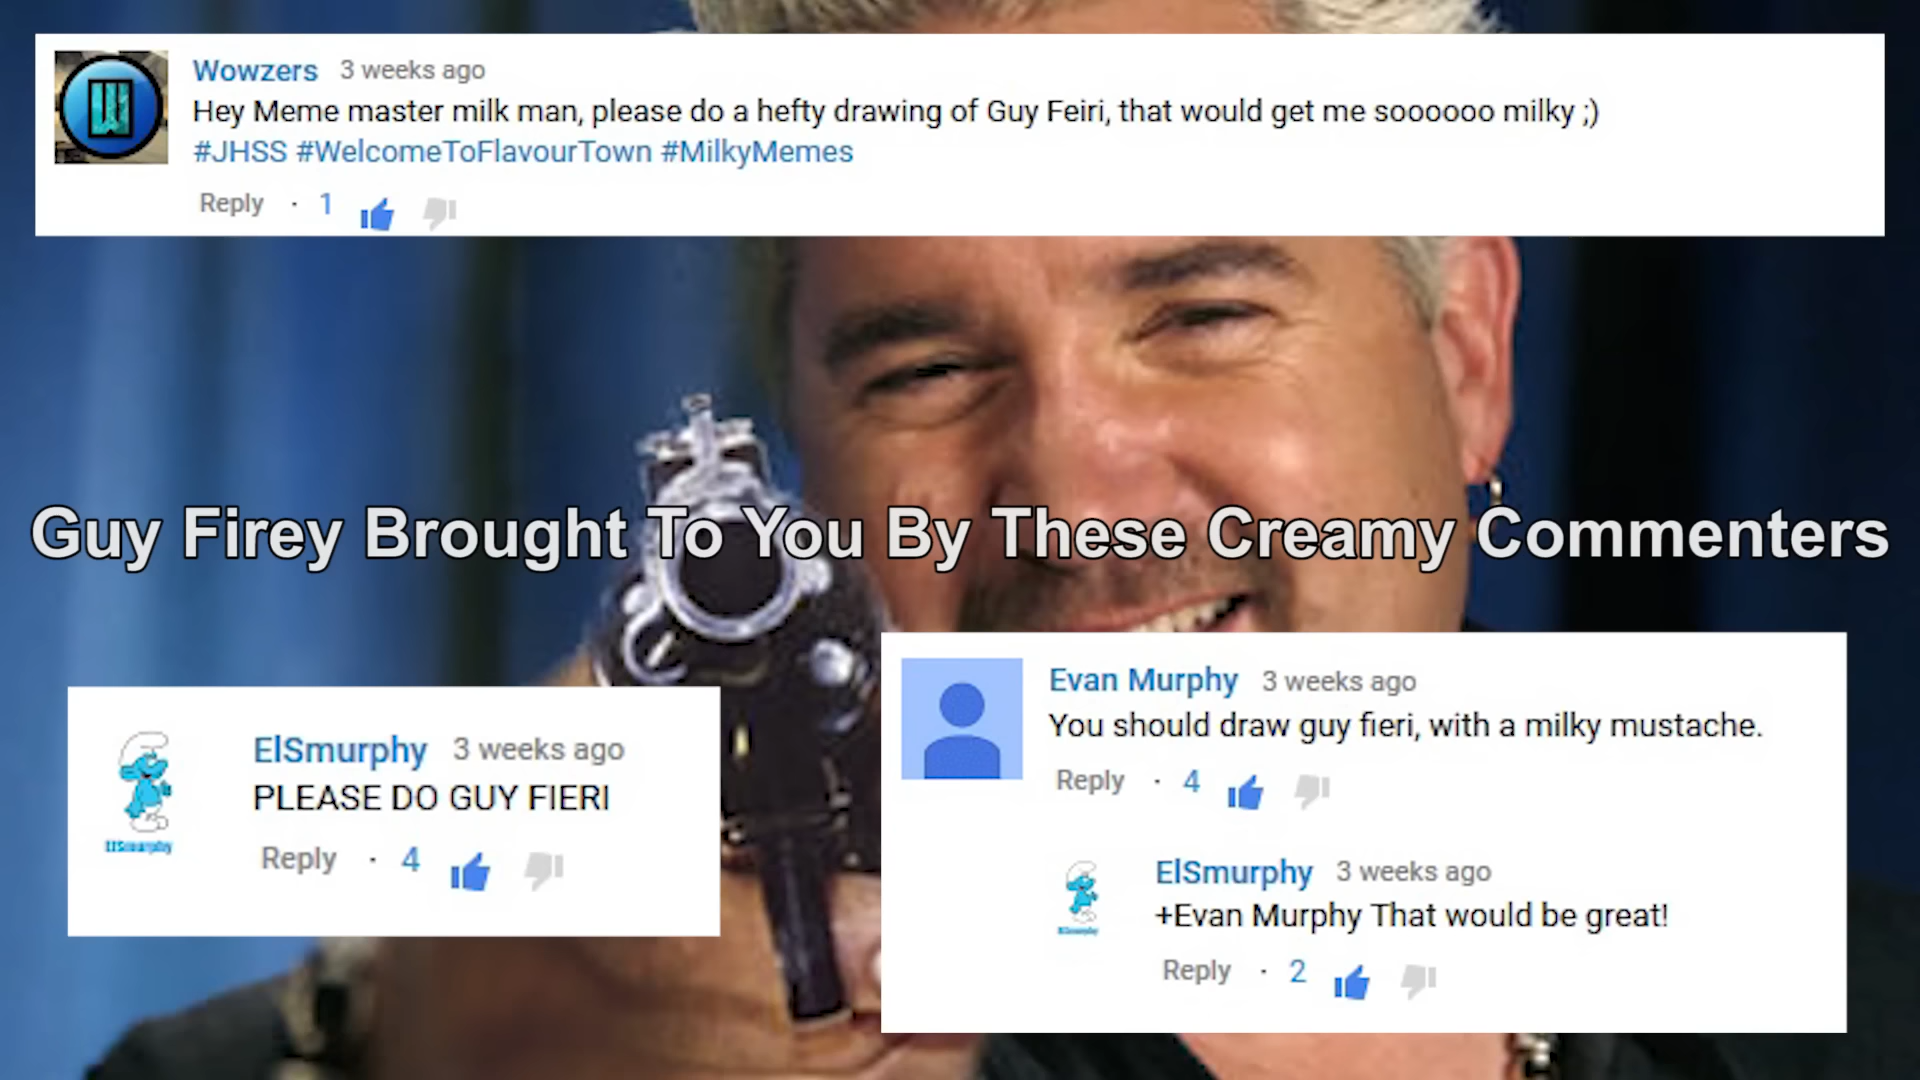 Wowzers 3 weeks ago
Hey Meme master milk man, please do a hefty drawing of Guy Feiri, that would get me soooooo milky ;)
#JHSS #WelcomeToFlavourTown #MilkyMemes
Reply · 1
Guy Firey Brought To You By These Creamy Commenters
ElSmurphy 3 weeks ago
PLEASE DO GUY FIERI
Reply · 4
ElSmurphy
Evan Murphy 3 weeks ago
You should draw guy fieri, with a milky mustache.
Reply · 4
ElSmurphy 3 weeks ago
+Evan Murphy That would be great!
Reply · 2
ElSmurphy